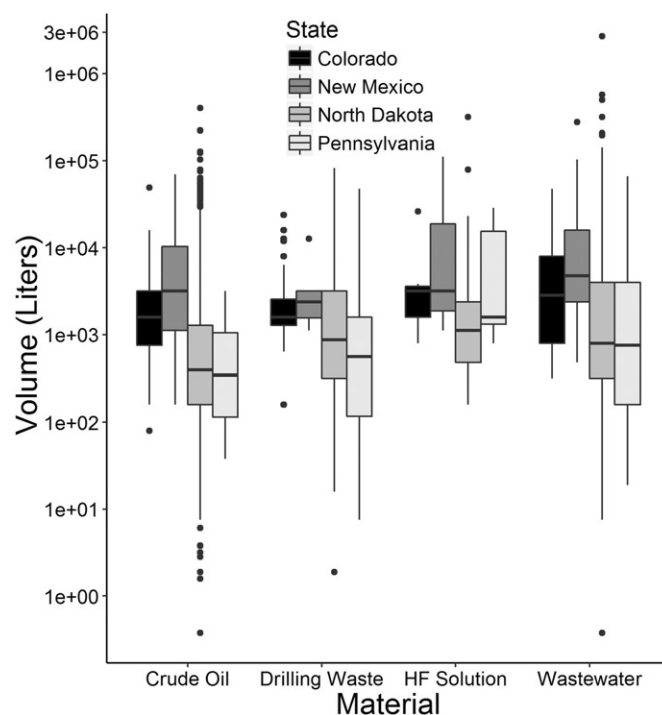 State
Colorado
New Mexico
North Dakota
Pennsylvania
Volume (Liters)
3e+06
1e+06
1e+05
1e+04
1e+03
1e+02
1e+01
1e+00
Crude Oil Drilling Waste HF Solution Wastewater
Material